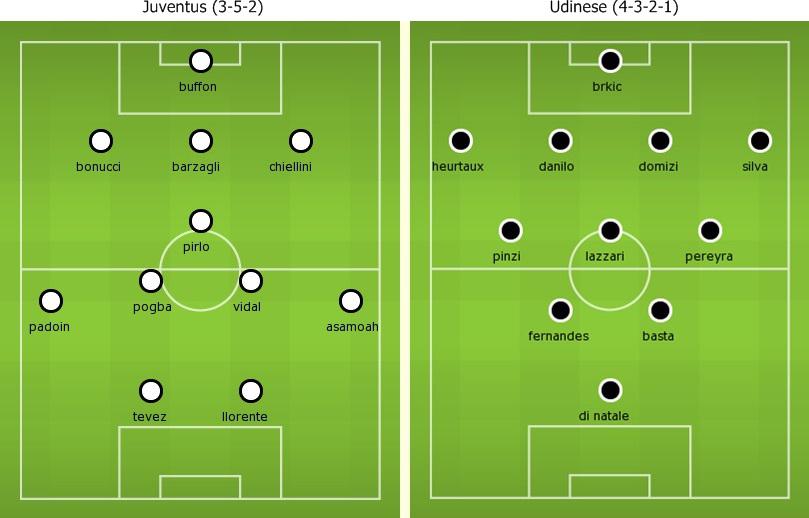 Juventus (3-5-2)
buffon
bonucci barzagli chiellini
pirlo
pogba vidal
padoin asamoah
tevez llorente
Udinese (4-3-2-1)
brkic
heurtaux danilo domizi silva
pinzi lazzari pereyra
fernandes basta
di natale